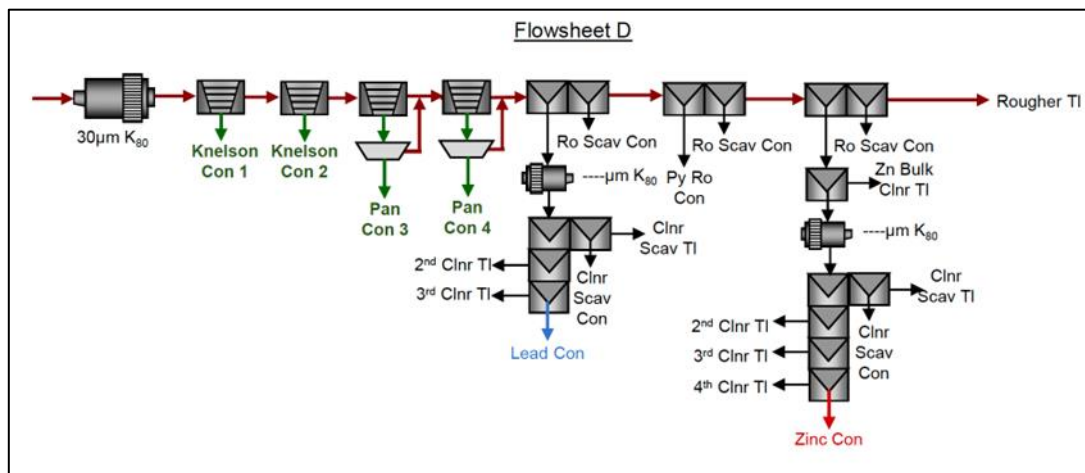 Flowsheet D
30µm K80
Knelson
Con 1
Knelson
Con 2
Pan
Con 3
Pan
Con 4
Ro Scav Con
----µm K80
Clnr
Scav Tl
2nd Clnr Tl
3rd Clnr Tl
Clnr
Scav
Con
Lead Con
Py Ro
Con
Ro Scav Con
Rougher Tl
Ro Scav Con
Zn Bulk
Clnr Tl
----µm K80
Clnr
Scav Tl
2nd Clnr Tl
3rd Clnr Tl
4th Clnr Tl
Clnr
Scav
Con
Zinc Con